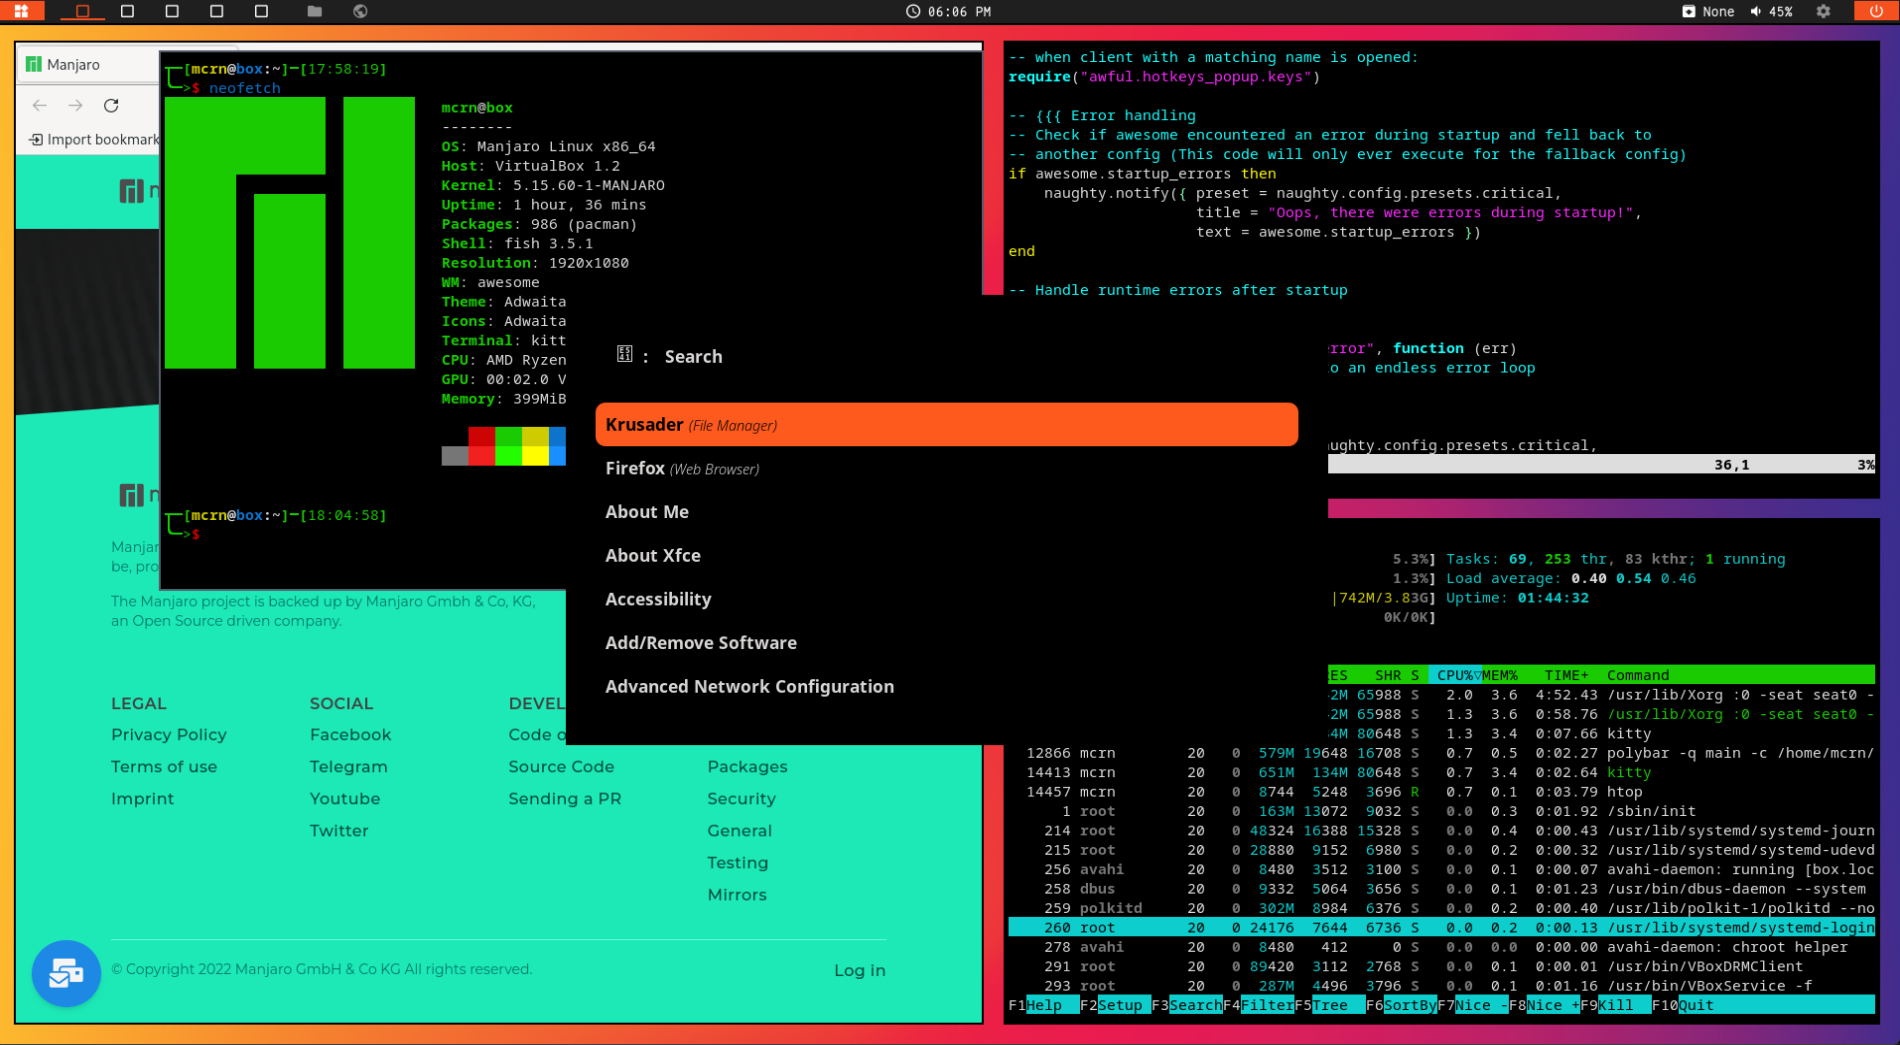 06:06 PM
None
45%
Manjaro
Import bookmark
Manjar
be, pro
The Manjaro project is backed up by Manjaro Gmbh & Co, KG,
an Open Source driven company.
LEGAL
Privacy Policy
Terms of use
Imprint
SOCIAL
Facebook
Telegram
Youtube
Twitter
DEVEL
Code o
Source Code
Sending a PR
Packages
Security
General
Testing
Mirrors
© Copyright 2022 Manjaro GmbH & Co KG All rights reserved.
Log in
[mcrn@box:~]─[17:58:19]
>$ neofetch
mcrn@box
--------
OS: Manjaro Linux x86_64
Host: VirtualBox 1.2
Kernel: 5.15.60-1-MANJARO
Uptime: 1 hour, 36 mins
Packages: 986 (pacman)
Shell: fish 3.5.1
Resolution: 1920x1080
WM: awesome
Theme: Adwaita
Icons: Adwaita
Terminal: kitt
CPU: AMD Ryzen
GPU: 00:02.0 V
Memory: 399MiB
[mcrn@box:~]─[18:04:58]
>$
: Search
Krusader (File Manager)
Firefox (Web Browser)
About Me
About Xfce
Accessibility
Add/Remove Software
Advanced Network Configuration
-- when client with a matching name is opened:
require("awful.hotkeys_popup.keys")
-- {{{ Error handling
-- Check if awesome encountered an error during startup and fell back to
-- another config (This code will only ever execute for the fallback config)
if awesome.startup_errors then
naughty.notify({ preset = naughty.config.presets.critical,
title = "Oops, there were errors during startup!",
text = awesome.startup_errors })
end
-- Handle runtime errors after startup
rror", function (err)
o an endless error loop
aughty.config.presets.critical,
36,1 3%
5.3%] Tasks: 69, 253 thr, 83 kthr; 1 running
1.3%] Load average: 0.40 0.54 0.46
|742M/3.83G] Uptime: 01:44:32
0K/0K]
RES SHR S CPU%▽MEM% TIME+ Command
2M 65988 S 2.0 3.6 4:52.43 /usr/lib/Xorg :0 -seat seat0 -
2M 65988 S 1.3 3.6 0:58.76 /usr/lib/Xorg :0 -seat seat0 -
4M 80648 S 1.3 3.4 0:07.66 kitty
12866 mcrn 20 0 579M 19648 16708 S 0.7 0.5 0:02.27 polybar -q main -c /home/mcrn/
14413 mcrn 20 0 651M 134M 80648 S 0.7 3.4 0:02.64 kitty
14457 mcrn 20 0 8744 5248 3696 R 0.7 0.1 0:03.79 htop
1 root 20 0 163M 13072 9032 S 0.0 0.3 0:01.92 /sbin/init
214 root 20 0 48324 16388 15328 S 0.0 0.4 0:00.43 /usr/lib/systemd/systemd-journ
215 root 20 0 28880 9152 6980 S 0.0 0.2 0:00.32 /usr/lib/systemd/systemd-udevd
256 avahi 20 0 8480 3512 3100 S 0.0 0.1 0:00.07 avahi-daemon: running [box.loc
258 dbus 20 0 9332 5064 3656 S 0.0 0.1 0:01.23 /usr/bin/dbus-daemon --system
259 polkitd 20 0 302M 8984 6376 S 0.0 0.2 0:00.40 /usr/lib/polkit-1/polkitd --no
260 root 20 0 24176 7644 6736 S 0.0 0.2 0:00.13 /usr/lib/systemd/systemd-login
278 avahi 20 0 8480 412 0 S 0.0 0.0 0:00.00 avahi-daemon: chroot helper
291 root 20 0 89420 3112 2768 S 0.0 0.1 0:00.01 /usr/bin/VBoxDRMClient
293 root 20 0 287M 4496 3796 S 0.0 0.1 0:01.16 /usr/bin/VBoxService -f
F1Help F2Setup F3SearchF4FilterF5Tree F6SortByF7Nice -F8Nice +F9Kill F10Quit